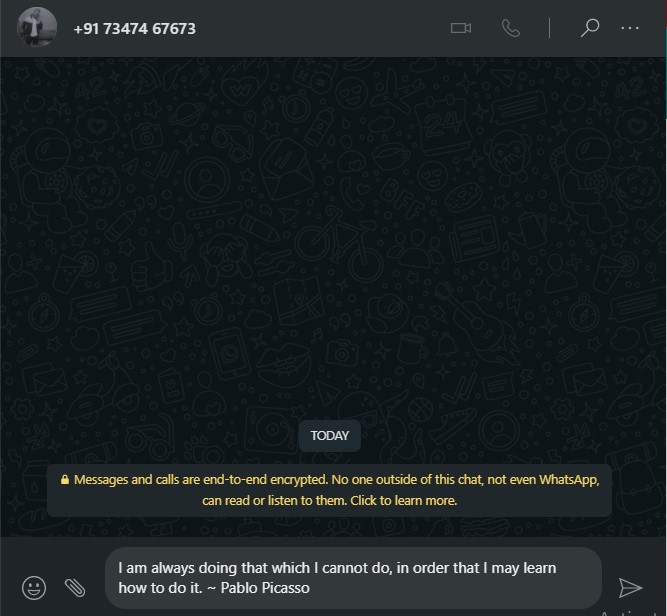 +91 73474 67673
TODAY
Messages and calls are end-to-end encrypted. No one outside of this chat, not even WhatsApp,
can read or listen to them. Click to learn more.
I am always doing that which I cannot do, in order that I may learn
how to do it. ~ Pablo Picasso